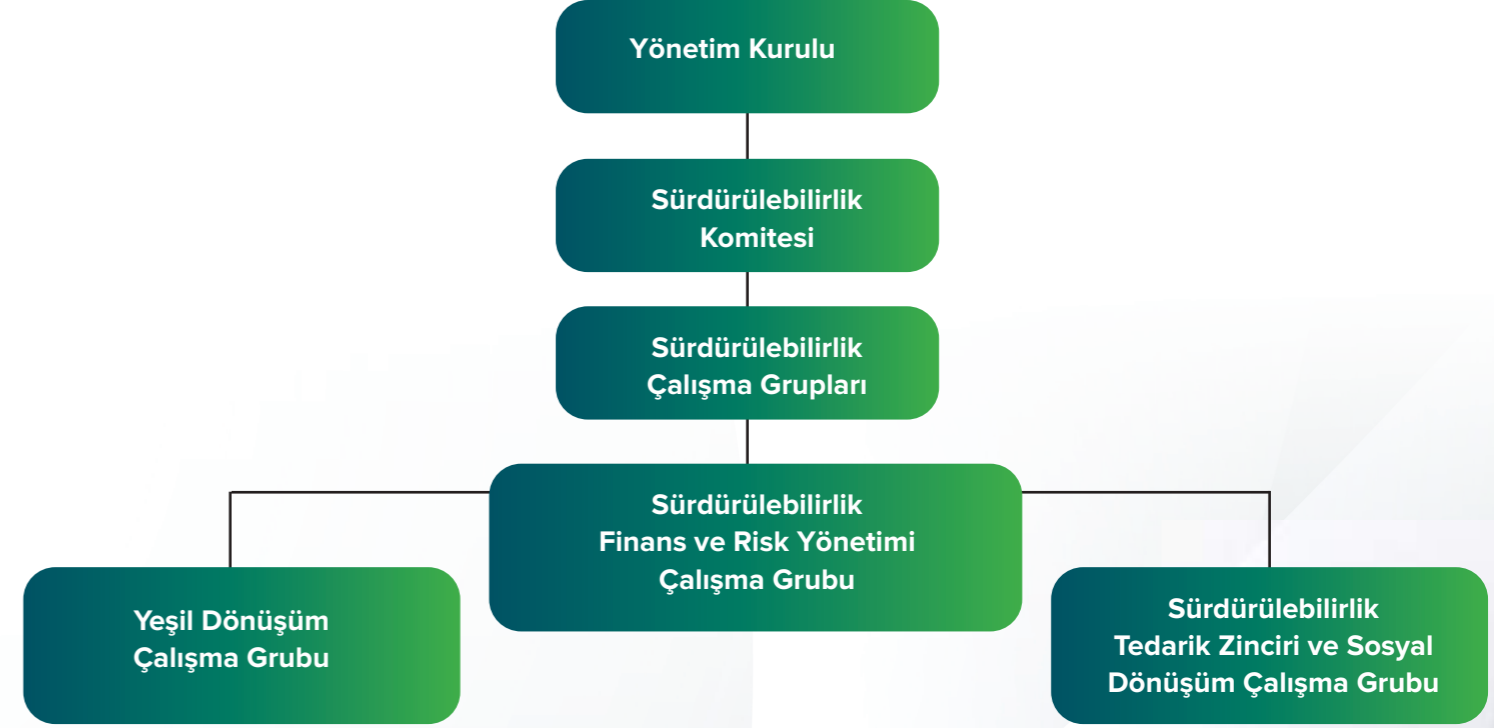 Yönetim Kurulu
Sürdürülebilirlik
Komitesi
Sürdürülebilirlik
Çalışma Grupları
Sürdürülebilirlik
Finans ve Risk Yönetimi
Çalışma Grubu
Yeşil Dönüşüm
Çalışma Grubu
Sürdürülebilirlik
Tedarik Zinciri ve Sosyal
Dönüşüm Çalışma Grubu